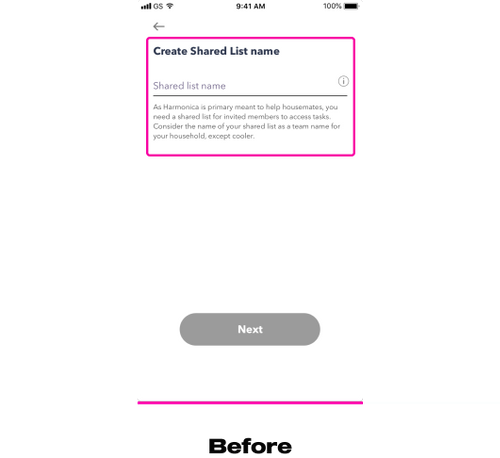 GS 9:41 AM 100%
Create Shared List name
Shared list name
As Harmonica is primary meant to help housemates, you
need a shared list for invited members to access tasks.
Consider the name of your shared list as a team name for
your household, except cooler.
Next
Before